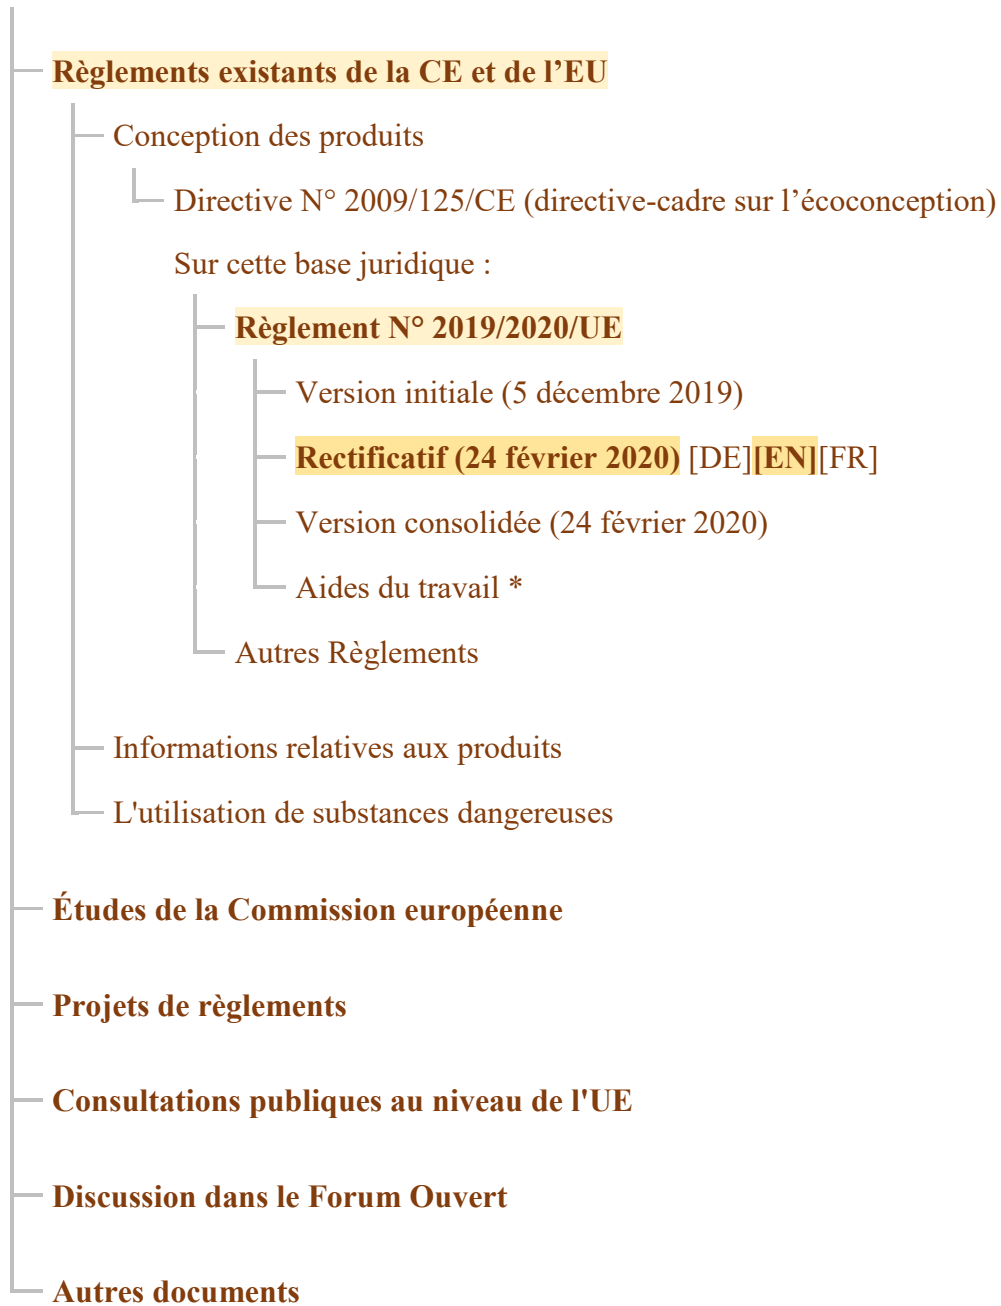 Règlements existants de la CE et de l’EU
Conception des produits
Directive N° 2009/125/CE (directive-cadre sur l’écoconception)
Sur cette base juridique :
Règlement N° 2019/2020/UE
Version initiale (5 décembre 2019)
Rectificatif (24 février 2020) [DE][EN][FR]
Version consolidée (24 février 2020)
Aides du travail *
Autres Règlements
Informations relatives aux produits
L'utilisation de substances dangereuses
Études de la Commission européenne
Projets de règlements
Consultations publiques au niveau de l'UE
Discussion dans le Forum Ouvert
Autres documents